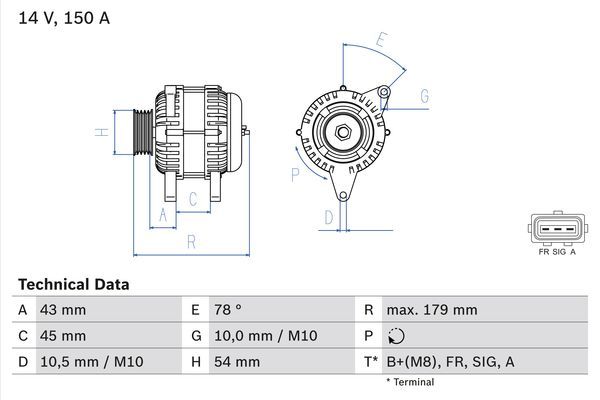 14 V, 150 A
E
H
G
P
A
C
D
R
FR SIG A
Technical Data
A 43 mm E 78 ° R max. 179 mm
C 45 mm G 10,0 mm / M10 P
D 10,5 mm / M10 H 54 mm T* B+(M8), FR, SIG, A
* Terminal